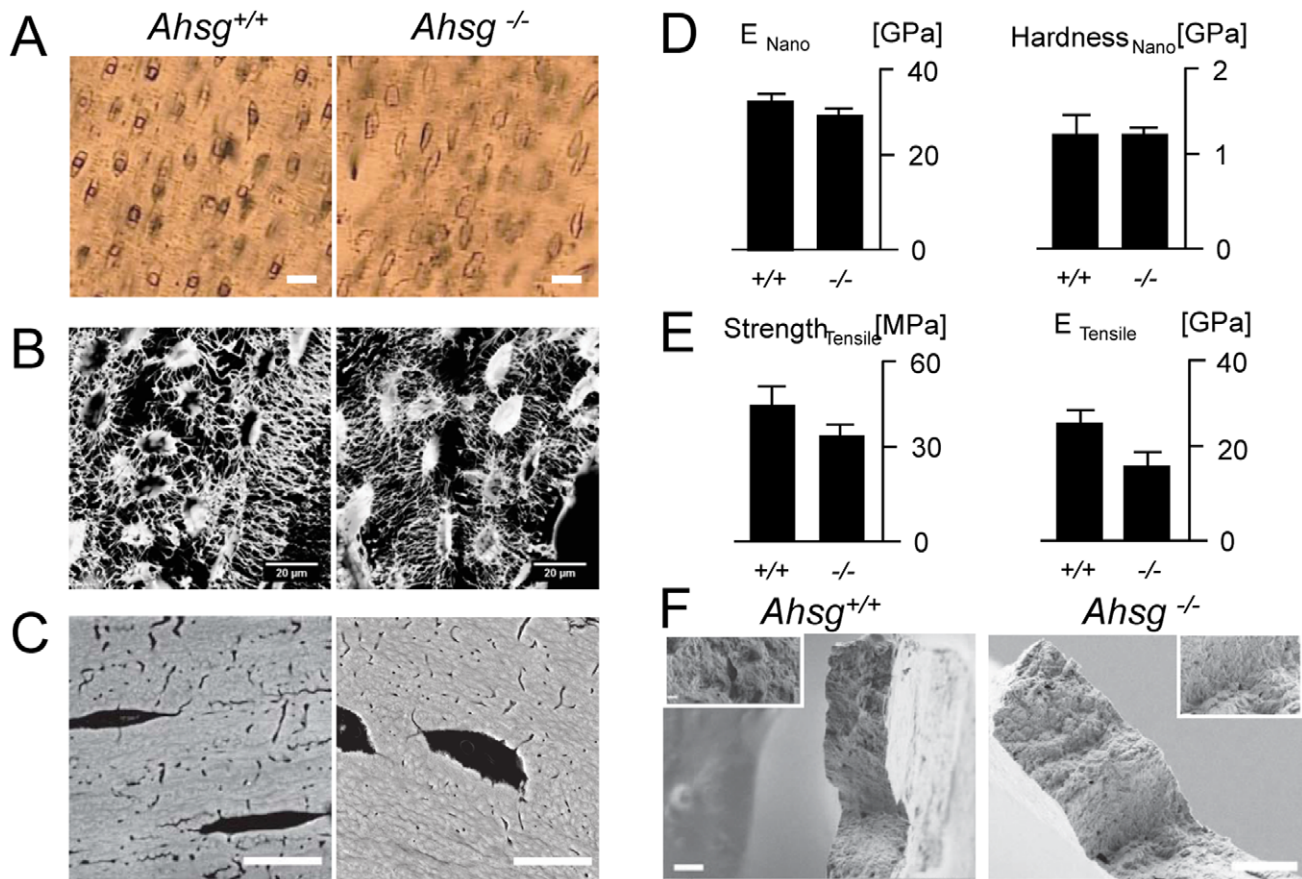 Ahsg+/+ Ahsg -/-
A
B
20 µm 20 µm
C
D
E Nano [GPa]
40
20
0
+/+ -/-
Hardness Nano [GPa]
2
1
0
+/+ -/-
E
Strength Tensile [MPa]
60
30
0
+/+ -/-
E Tensile [GPa]
40
20
0
+/+ -/-
F
Ahsg+/+ Ahsg -/-